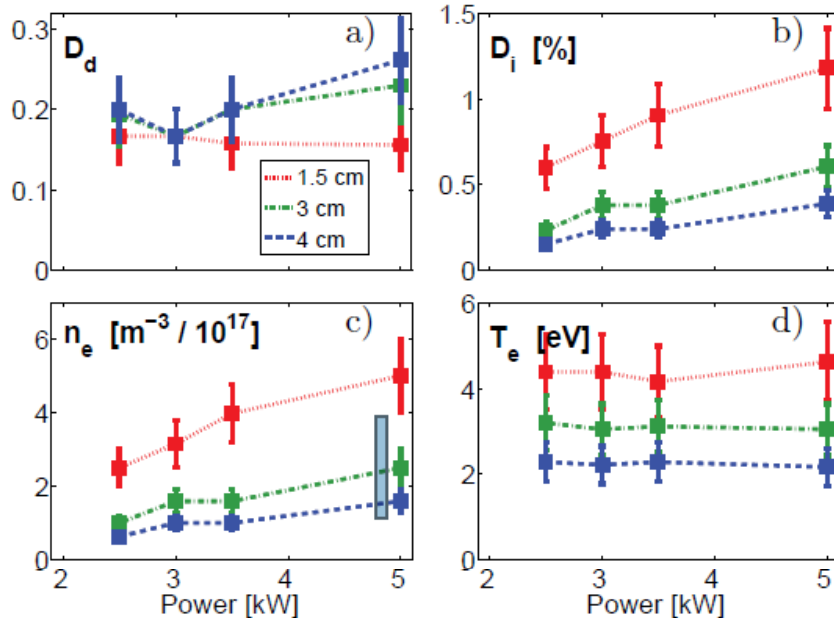 0.3
0.2
0.1
0
D_d
a)
1.5 cm
3 cm
4 cm
1.5
1
0.5
0
D_i [%]
b)
6
4
2
0
n_e [m^−3 / 10^17]
c)
2
3
4
5
Power [kW]
6
4
2
0
T_e [eV]
d)
2
3
4
5
Power [kW]